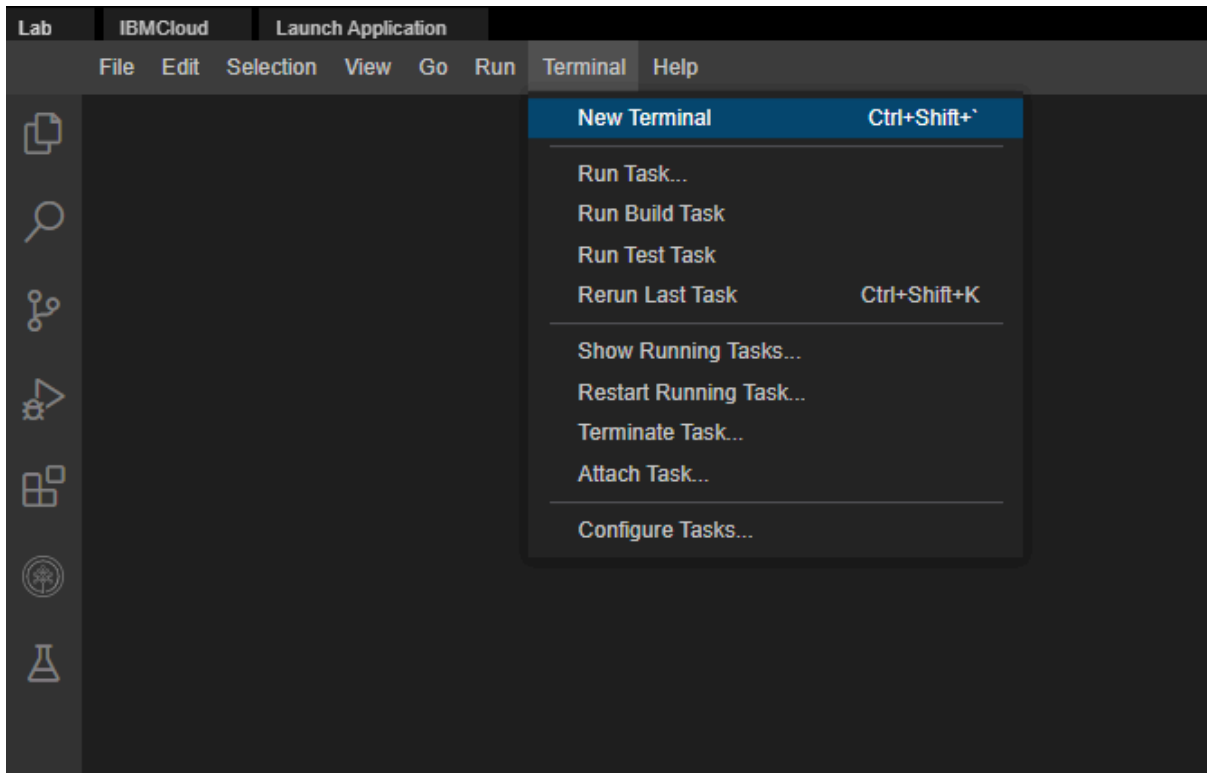 Lab IBMCloud Launch Application
File Edit Selection View Go Run Terminal Help
New Terminal Ctrl+Shift+`
Run Task...
Run Build Task
Run Test Task
Rerun Last Task Ctrl+Shift+K
Show Running Tasks...
Restart Running Task...
Terminate Task...
Attach Task...
Configure Tasks...